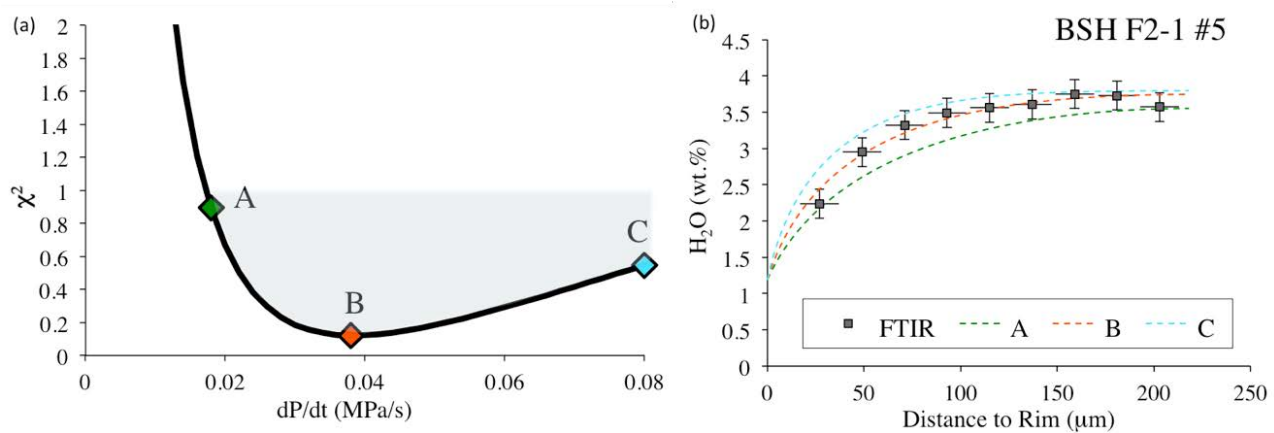 (a)
2
1.8
1.6
1.4
1.2
1
0.8
0.6
0.4
0.2
0
χ²
A
B
C
0
0.02
0.04
0.06
0.08
dP/dt (MPa/s)
(b)
BSH F2-1 #5
4.5
4
3.5
3
2.5
2
1.5
1
0.5
0
H₂O (wt.%)
FTIR
A
B
C
0
50
100
150
200
250
Distance to Rim (μm)